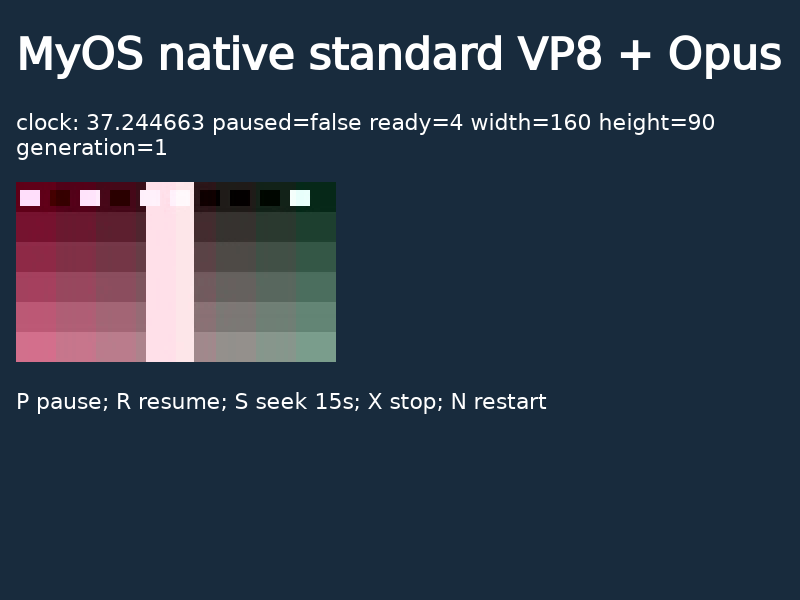 MyOS native standard VP8 + Opus
clock: 37.244663 paused=false ready=4 width=160 height=90
generation=1
P pause; R resume; S seek 15s; X stop; N restart